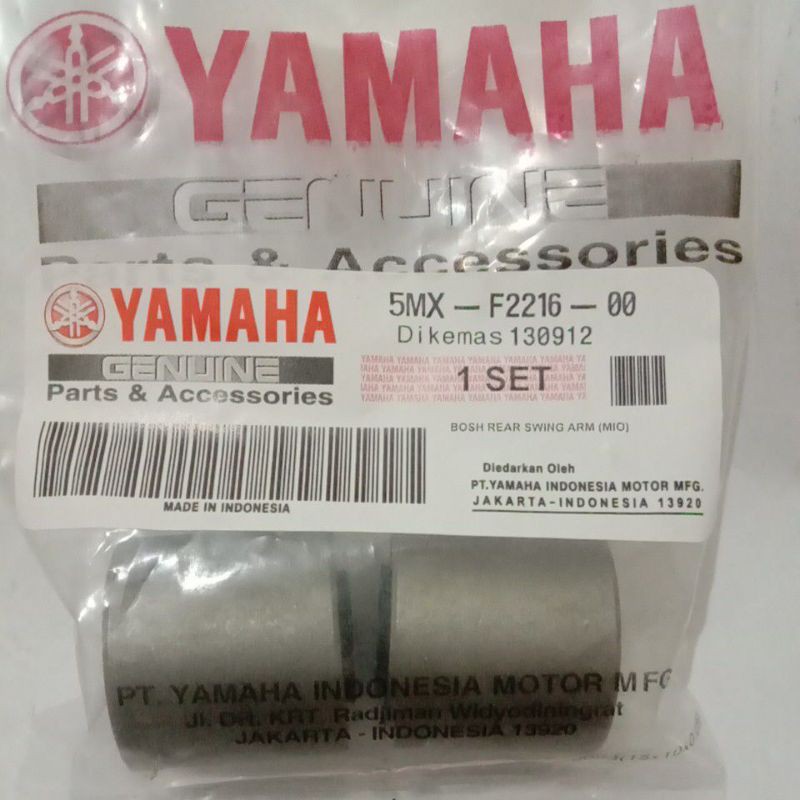 YAMAHA
GENUINE
Parts & Accessories
YAMAHA
GENUINE
Parts & Accessories
5MX - F2216 - 00
Dikemas 130912
1 SET
BOSH REAR SWING ARM (MIO)
MADE IN INDONESIA
Diedarkan Oleh
PT.YAMAHA INDONESIA MOTOR MFG.
JAKARTA-INDONESIA 13920
PT. YAMAHA INDONESIA MOTOR MFG
Jl. DR. KRT. Radjiman Widyodiningrat
JAKARTA - INDONESIA 13920